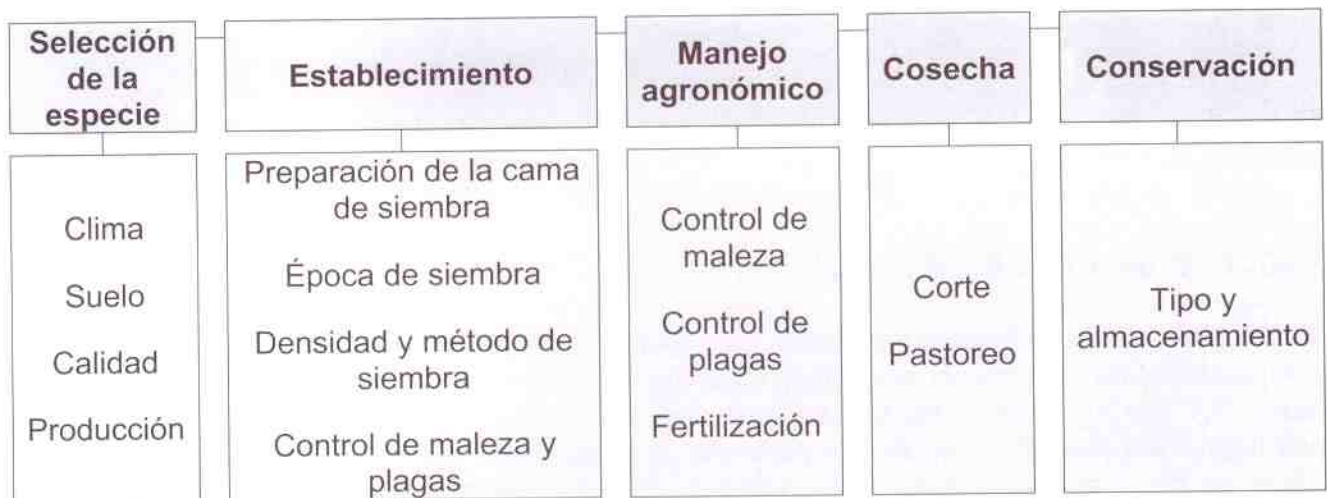 Selección
de la
especie
Establecimiento
Manejo
agronómico
Cosecha
Conservación
Clima
Suelo
Calidad
Producción
Preparación de la cama
de siembra
Época de siembra
Densidad y método de
siembra
Control de maleza y
plagas
Control de
maleza
Control de
plagas
Fertilización
Corte
Pastoreo
Tipo y
almacenamiento